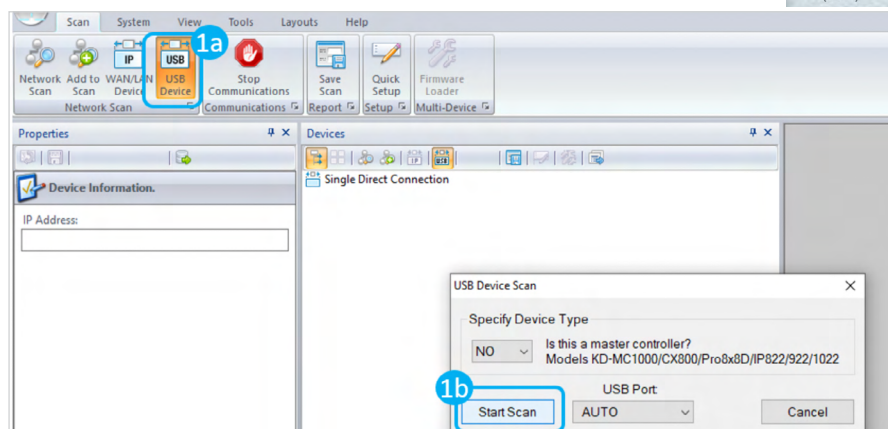 Scan System View Tools Layouts Help
1a
IP USB
Network Add to WAN/LAN USB Stop Save Quick Firmware
Scan Scan Device Device Communications Scan Setup Loader
Network Scan Communications Report Setup Multi-Device
Properties Devices
Single Direct Connection
Device Information.
IP Address:
USB Device Scan
Specify Device Type
NO
Is this a master controller?
Models KD-MC1000/CX800/Pro8x8D/IP822/922/1022
1b
USB Port:
Start Scan AUTO Cancel